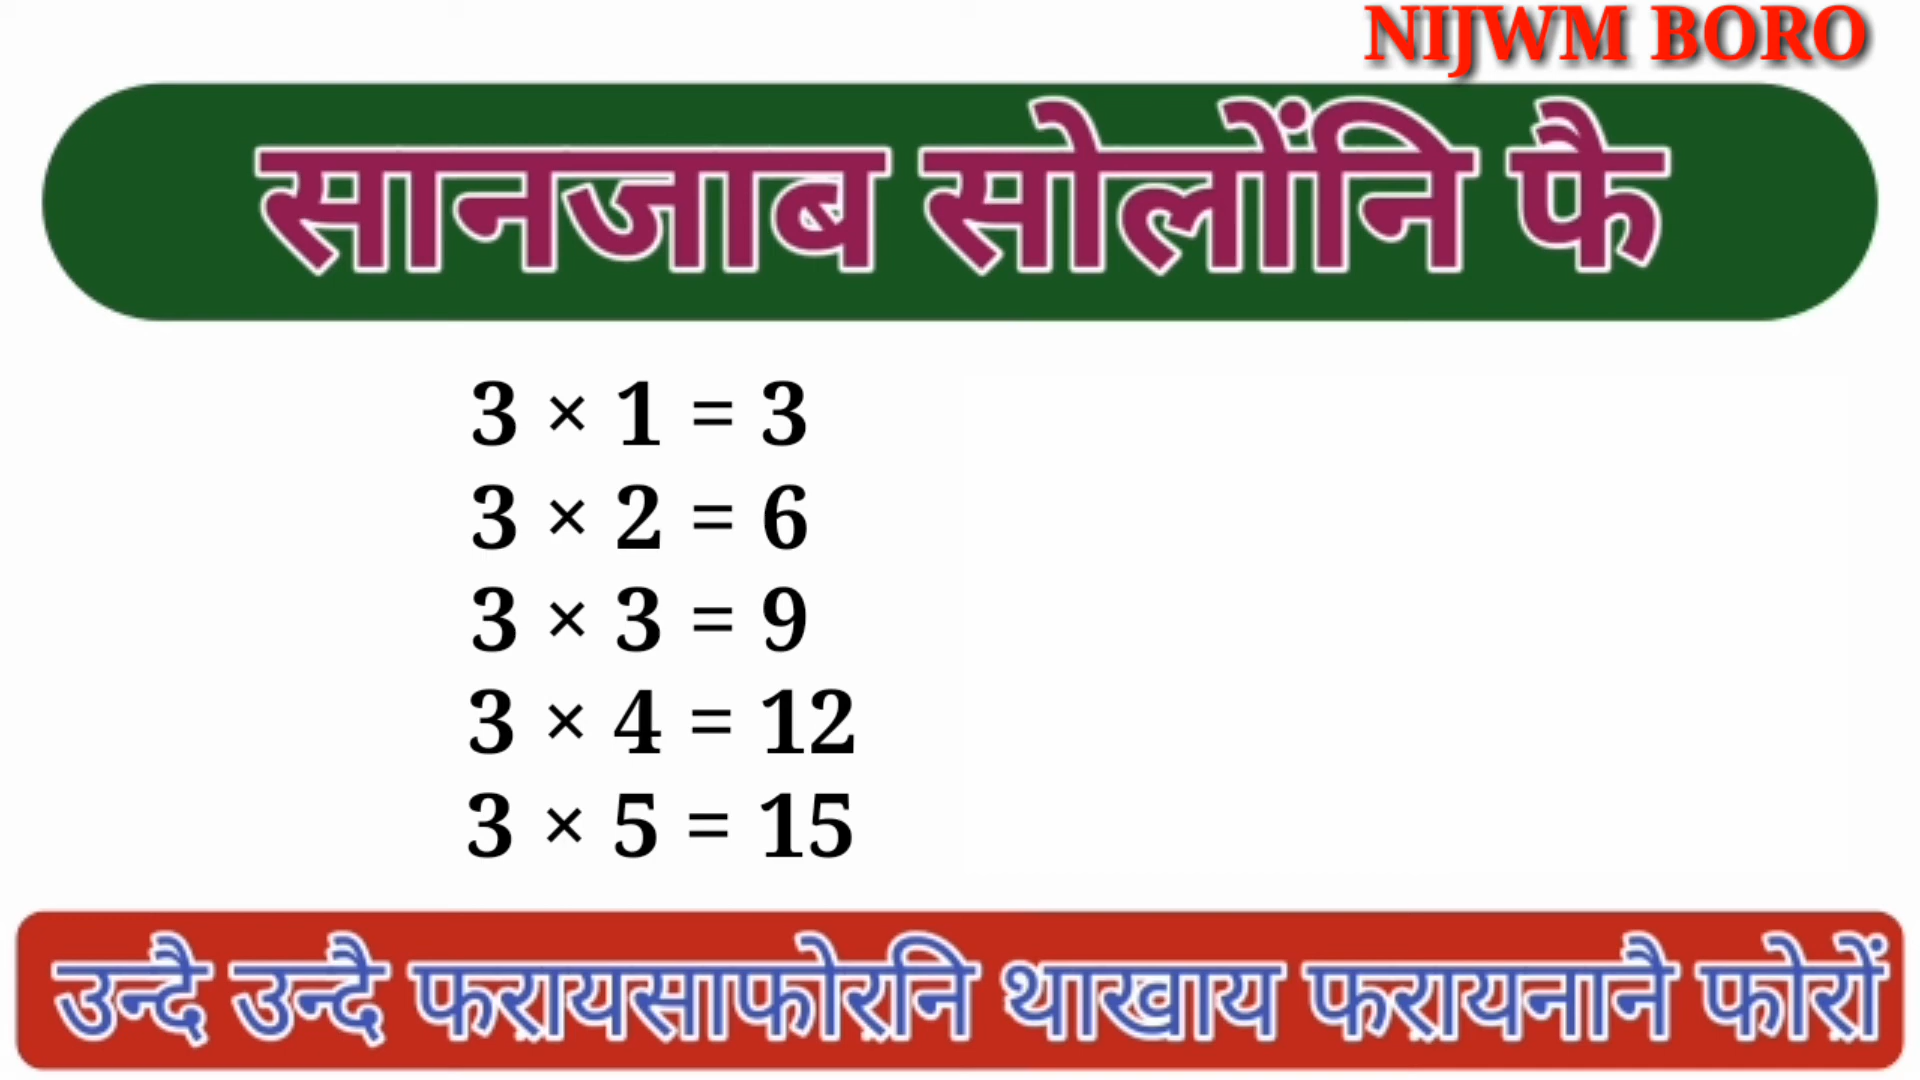 NIJWM BORO
सानजाब सोलोंनि फै
3 × 1 = 3
3 × 2 = 6
3 × 3 = 9
3 × 4 = 12
3 × 5 = 15
उन्दै उन्दै फरायसाफोरनि थाखाय फरायनानै फोरों